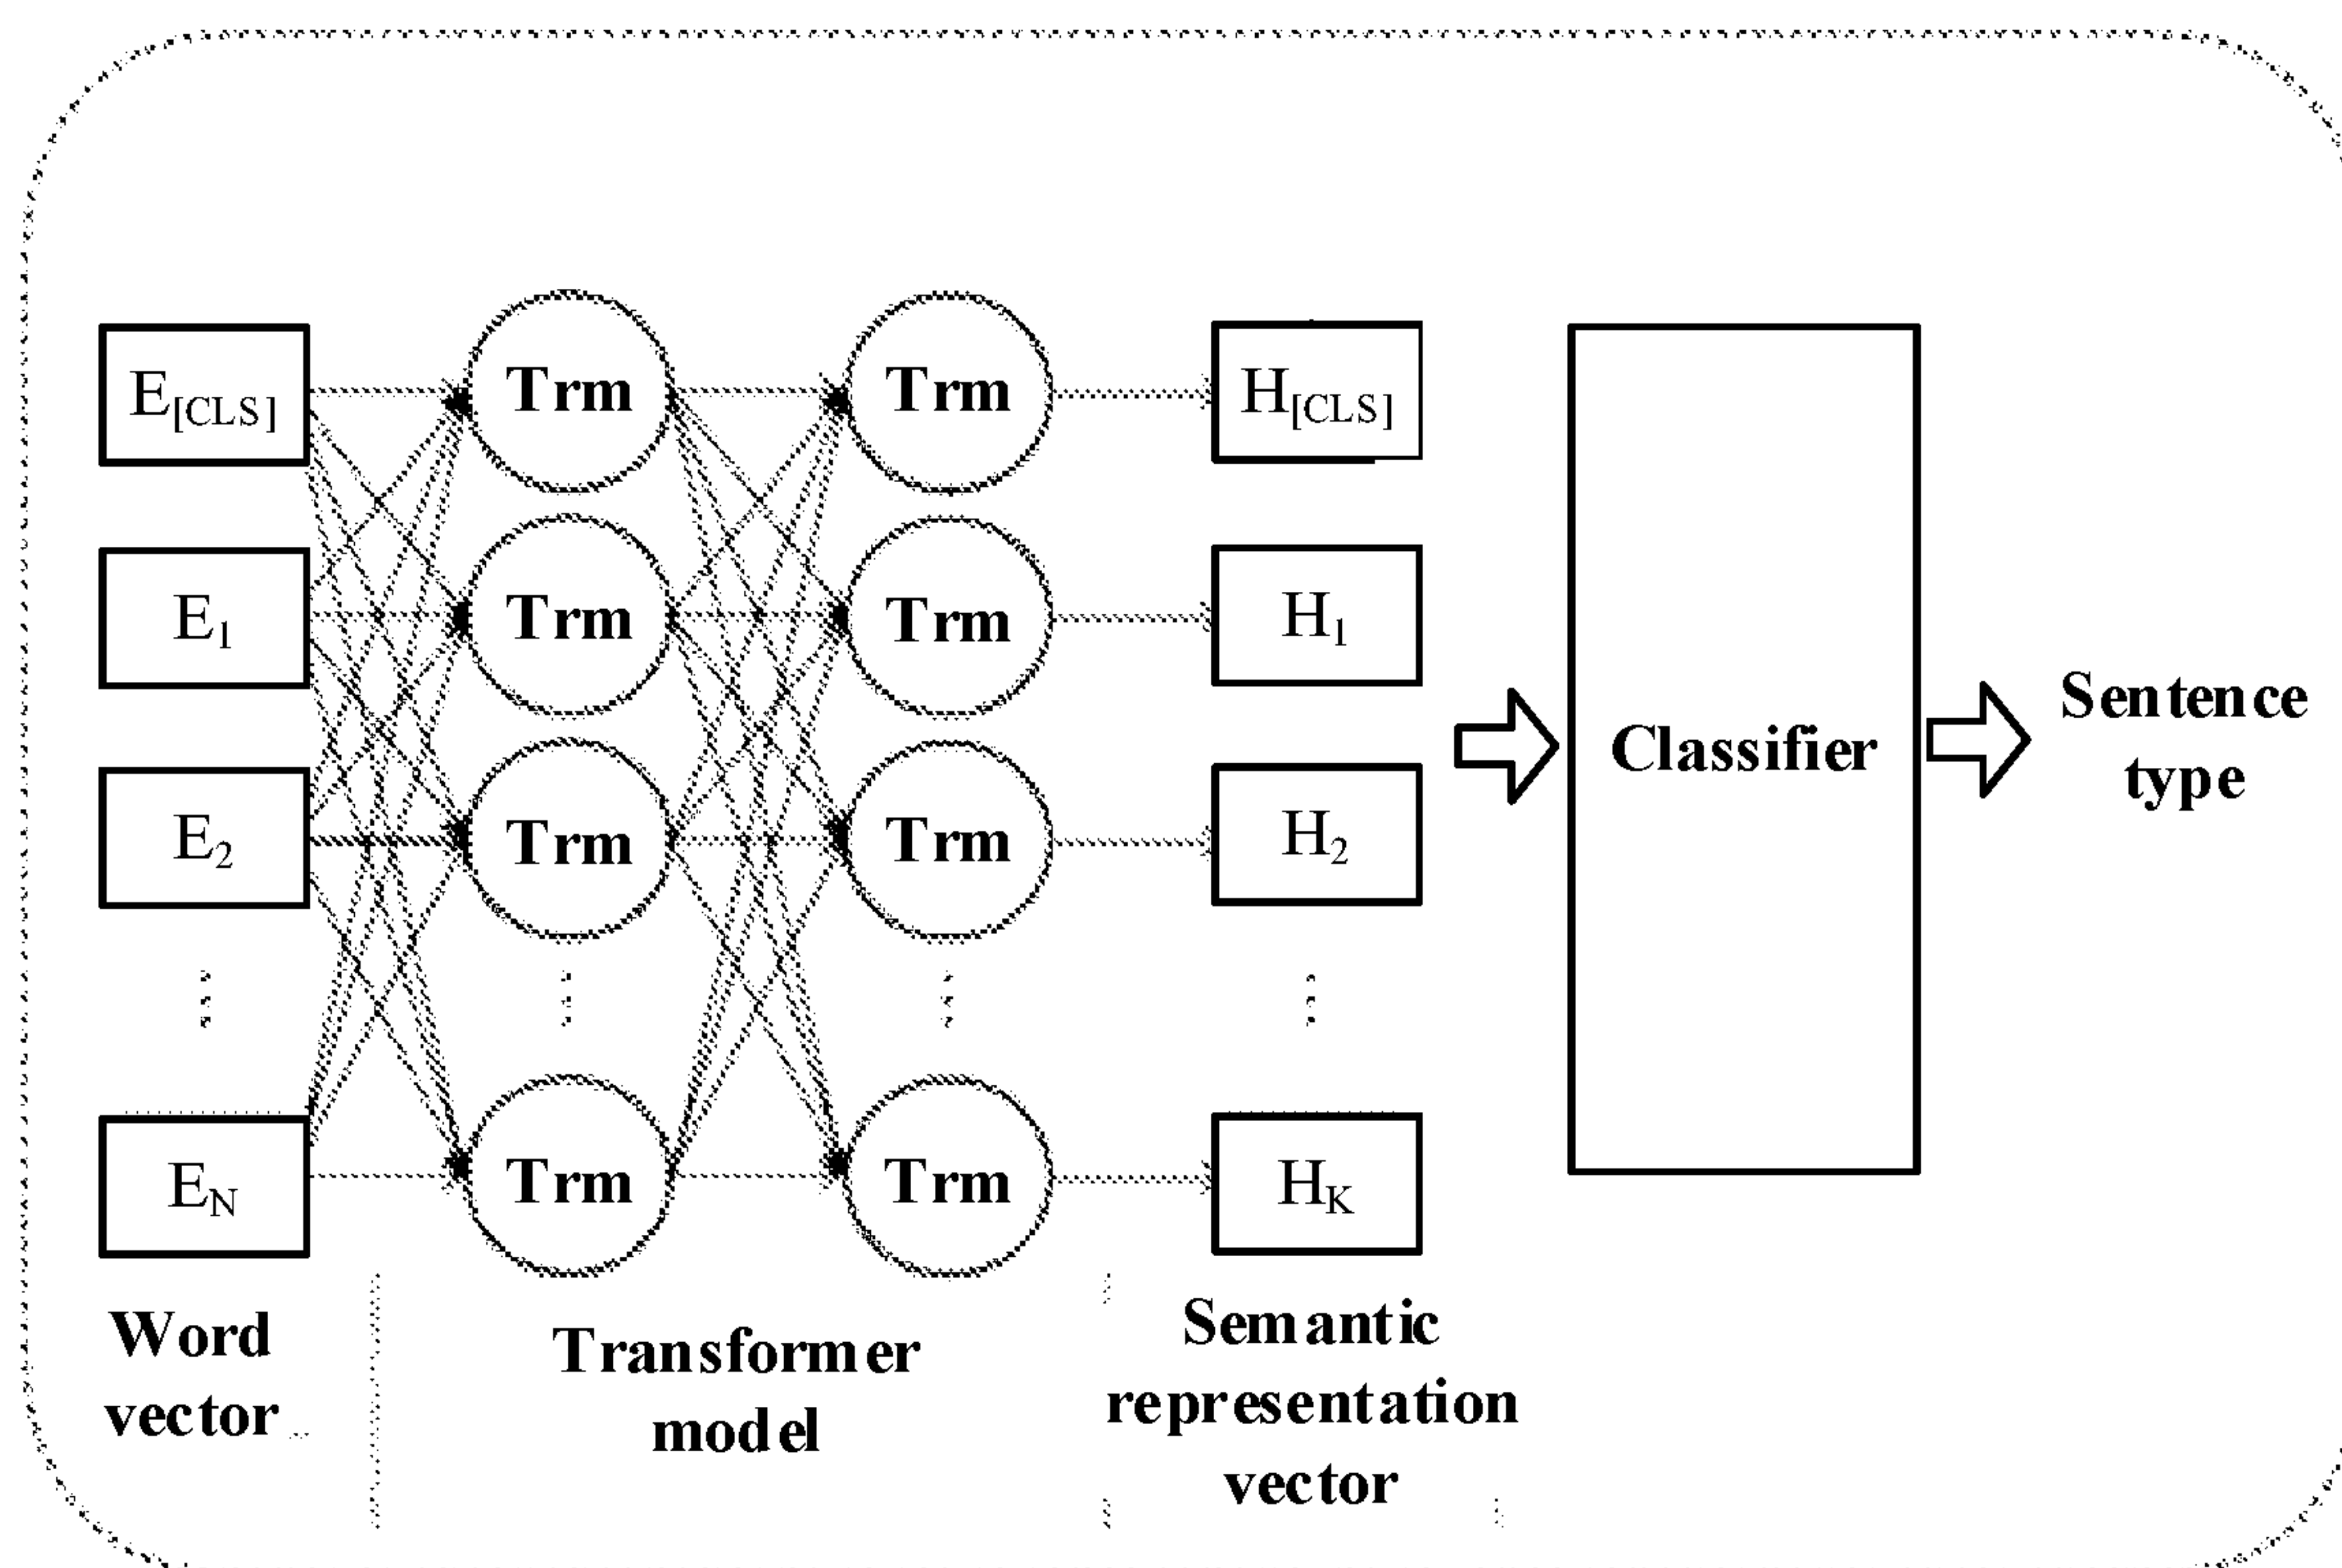 E[CLS] Trm Trm H[CLS]
E1 Trm Trm H1
Classifier
Sentence
type
E2 Trm Trm H2
EN Trm Trm HK
Word
vector
Transformer
model
Semantic
representation
vector